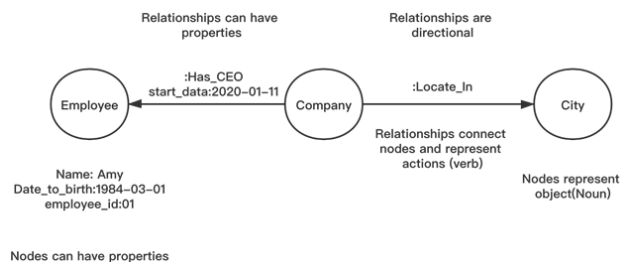 Relationships can have
properties
Relationships are
directional
:Has_CEO
start_data:2020-01-11
:Locate_In
Employee
Company
City
Relationships connect
nodes and represent
actions (verb)
Name: Amy
Date_to_birth:1984-03-01
employee_id:01
Nodes represent
object(Noun)
Nodes can have properties